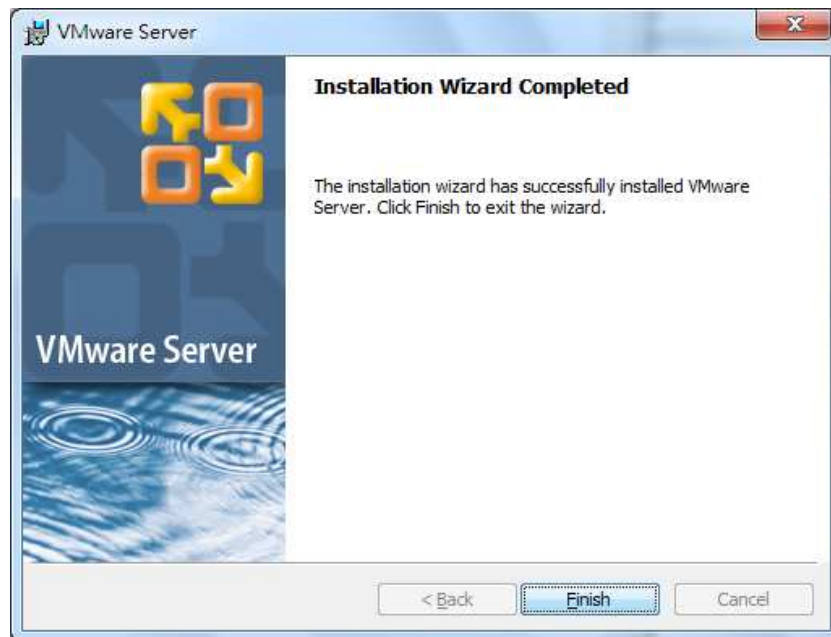 VMware Server
Installation Wizard Completed
The installation wizard has successfully installed VMware
Server. Click Finish to exit the wizard.
VMware Server
< Back
Finish
Cancel